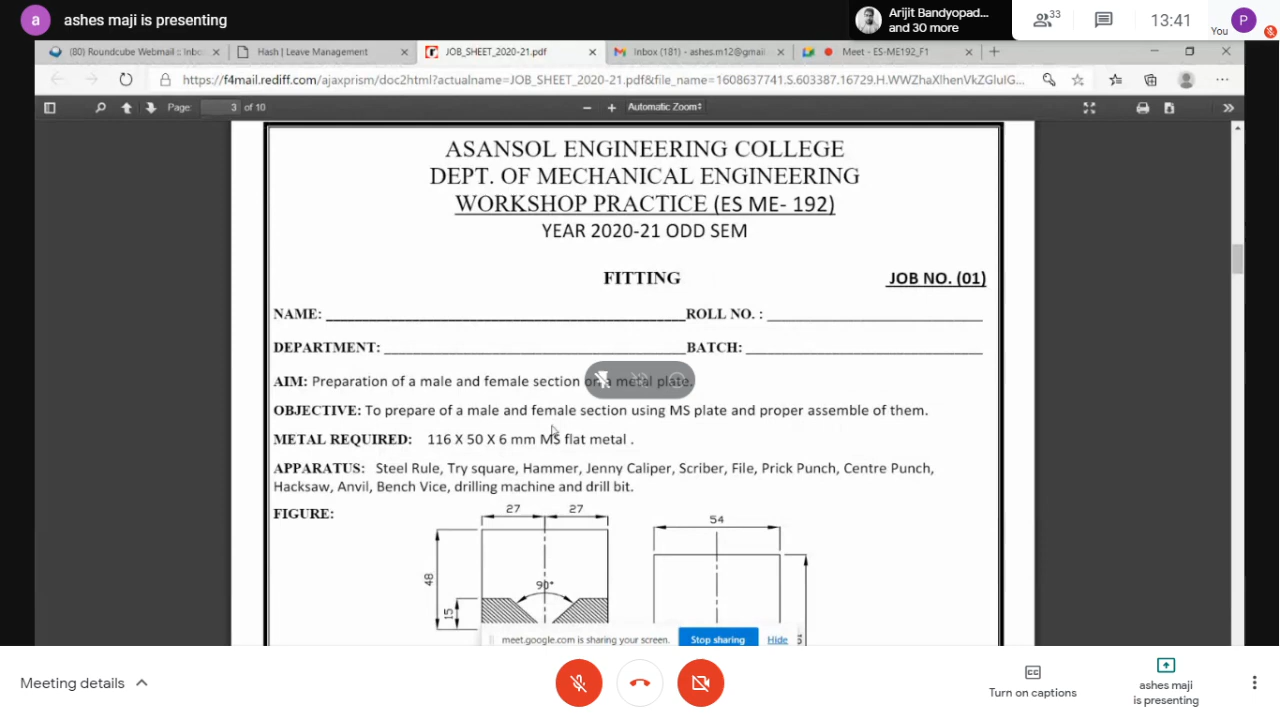 a ashes maji is presenting
Arijit Bandyopad...
and 30 more
33
13:41
You
P
(80) Roundcube Webmail :: Inbo
Hash | Leave Management
JOB_SHEET_2020-21.pdf
Inbox (181) - ashes.m12@gmail
Meet - ES-ME192_F1
https://f4mail.rediff.com/ajaxprism/doc2html?actualname=JOB_SHEET_2020-21.pdf&file_name=1608637741.S.603387.16729.H.WWZhaXlhenVkZGluIG...
Page: 3 of 10
Automatic Zoom
ASANSOL ENGINEERING COLLEGE
DEPT. OF MECHANICAL ENGINEERING
WORKSHOP PRACTICE (ES ME- 192)
YEAR 2020-21 ODD SEM
FITTING
JOB NO. (01)
NAME: ROLL NO. :
DEPARTMENT: BATCH:
AIM: Preparation of a male and female section on a metal plate.
OBJECTIVE: To prepare of a male and female section using MS plate and proper assemble of them.
METAL REQUIRED: 116 X 50 X 6 mm MS flat metal .
APPARATUS: Steel Rule, Try square, Hammer, Jenny Caliper, Scriber, File, Prick Punch, Centre Punch,
Hacksaw, Anvil, Bench Vice, drilling machine and drill bit.
FIGURE:
27 27
54
48
90°
15
meet.google.com is sharing your screen.
Stop sharing
Hide
Meeting details
CC
Turn on captions
ashes maji
is presenting